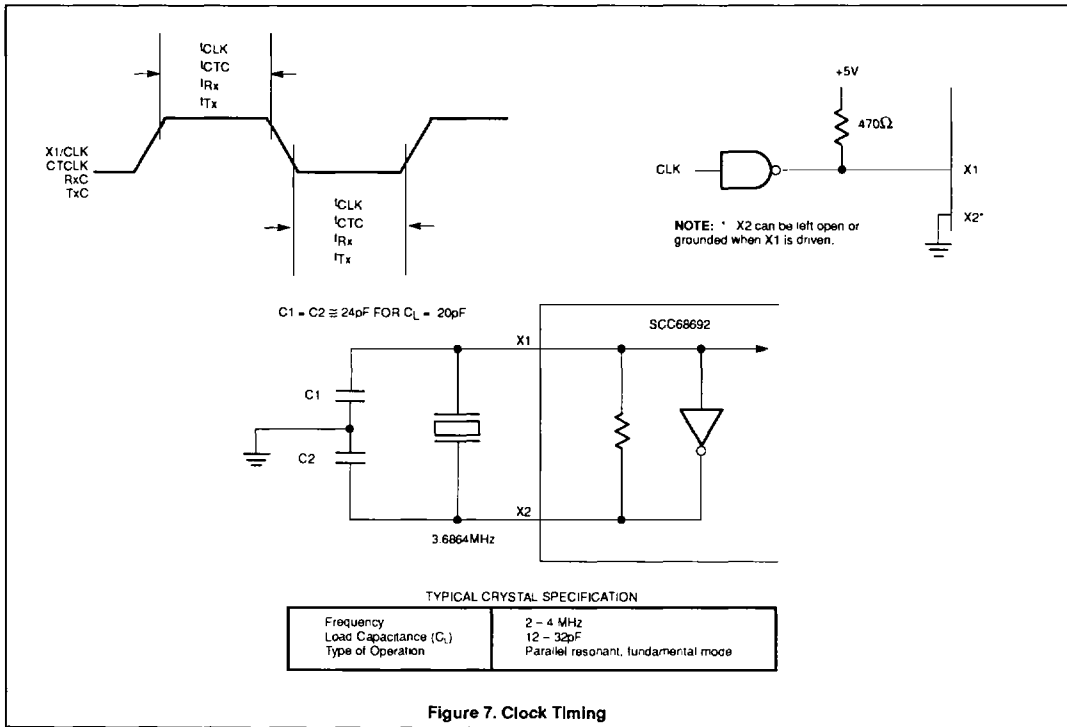 tCLK
tCTC
tRx
tTx
X1/CLK
CTCLK
RxC
TxC
tCLK
tCTC
tRx
tTx
+5V
470Ω
CLK
X1
X2*
NOTE: * X2 can be left open or
grounded when X1 is driven.
C1 = C2 ≅ 24pF FOR CL = 20pF
SCC68692
X1
C1
C2
X2
3.6864MHz
TYPICAL CRYSTAL SPECIFICATION
Frequency 2 – 4 MHz
Load Capacitance (CL) 12 – 32pF
Type of Operation Parallel resonant, fundamental mode
Figure 7. Clock Timing